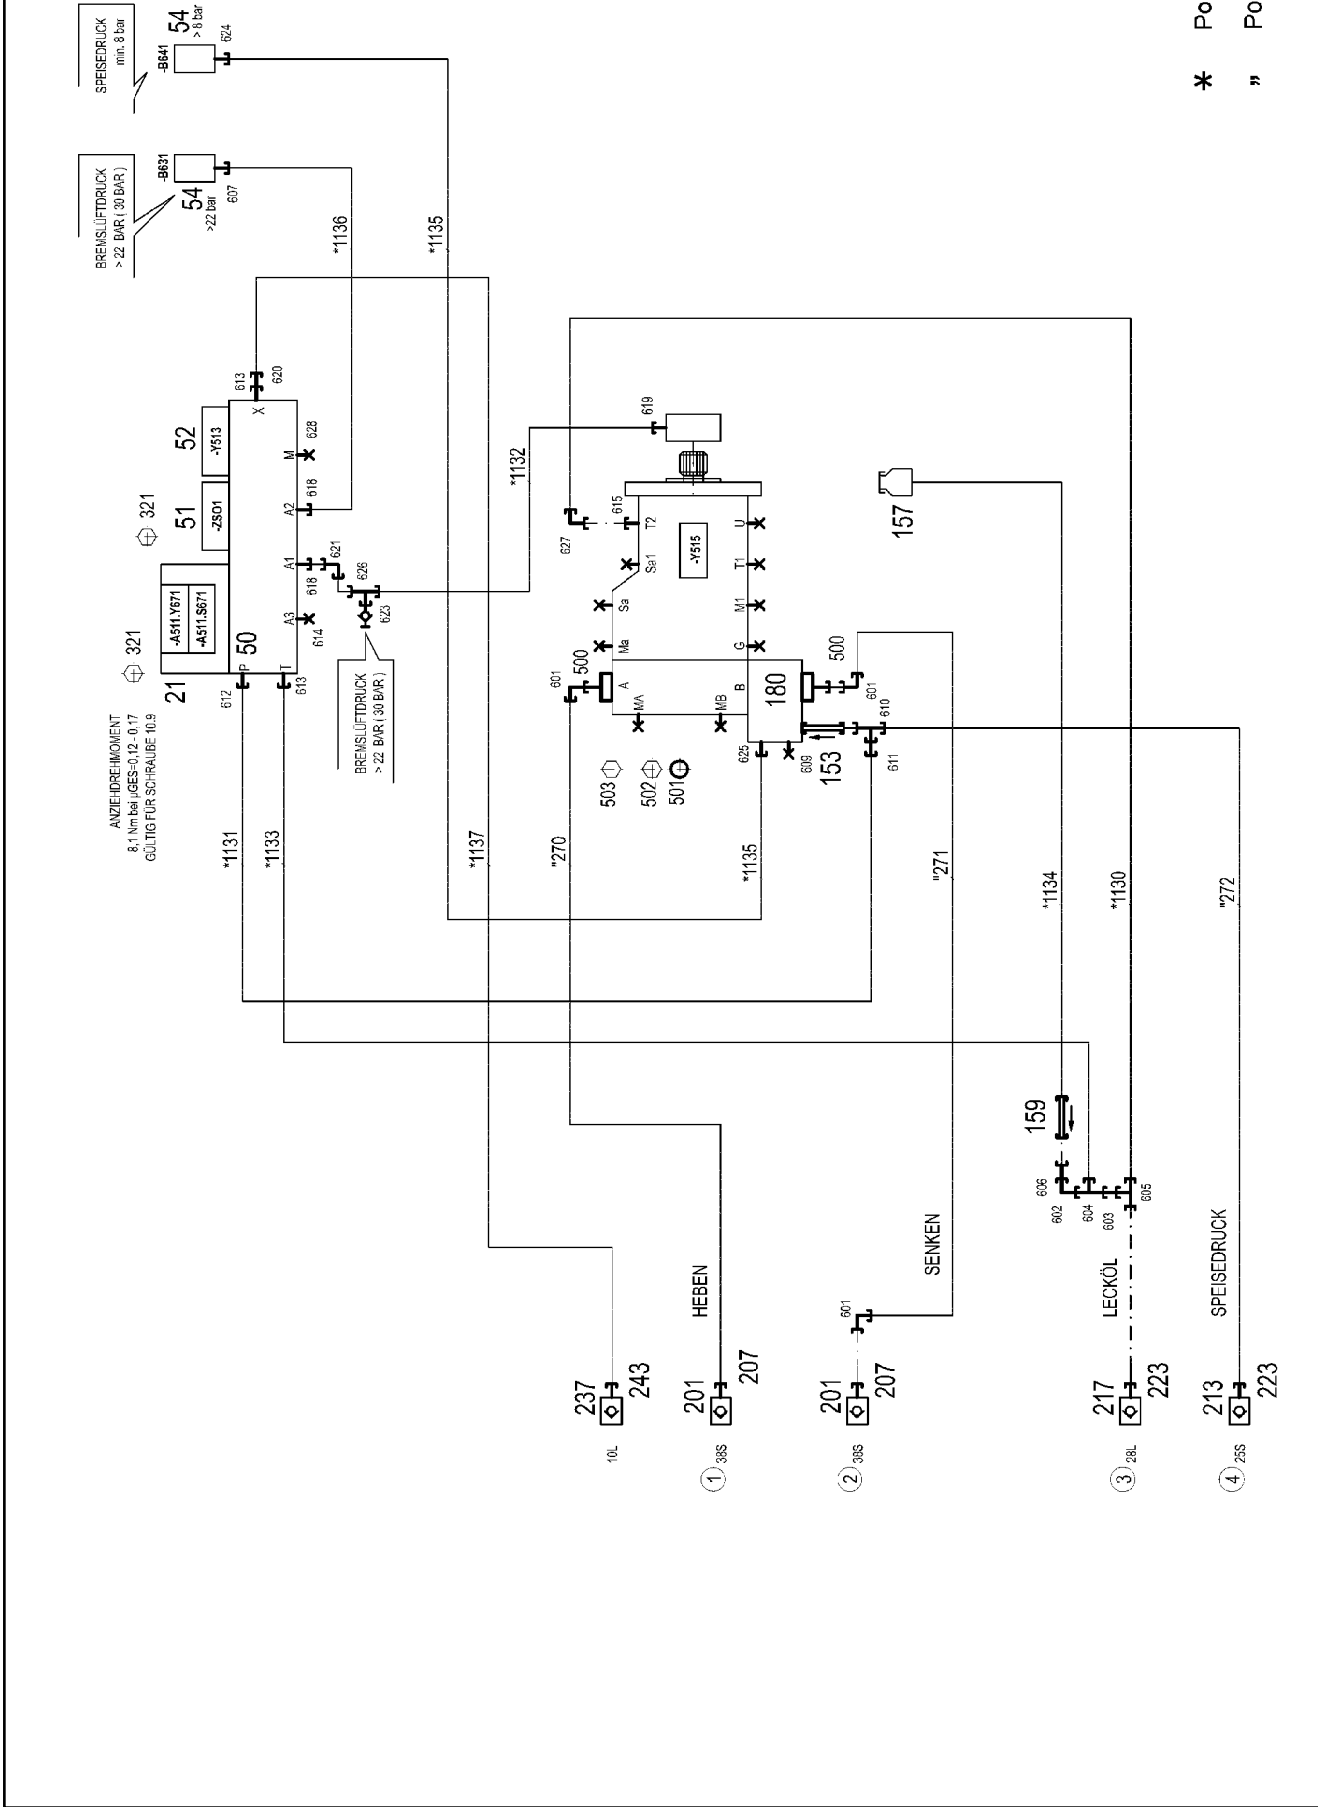 SPEISEDRUCK
min. 8 bar
-B641
54
> 8 bar
624
BREMSLÜFTDRUCK
> 22 BAR ( 30 BAR )
-B631
54
>22 bar
607
*1136
*1135
* Po
" Po
613
620
X
52
-Y513
M
628
51
-ZSO1
321
A2
618
A1
618
621
626
623
321
-A511.Y671
-A511.S671
21
50
A3
614
P
612
T
613
BREMSLÜFTDRUCK
> 22 BAR ( 30 BAR )
ANZIEHDREHMOMENT
8,1 Nm bei µGES=0,12 - 0,17
GÜLTIG FÜR SCHRAUBE 10.9
*1131
*1133
*1137
"270
*1132
619
627
615
T2
Sa1
Sa
Ma
-Y515
U
T1
M1
G
157
601
500
A
B
MA
MB
180
500
601
610
611
625
609
153
503
502
501
*1135
"271
*1134
*1130
"272
159
606
602
604
603
605
HEBEN
SENKEN
LECKÖL
SPEISEDRUCK
601
237
243
10L
201
207
1 38S
201
207
2 38S
217
223
3 28L
213
223
4 25S